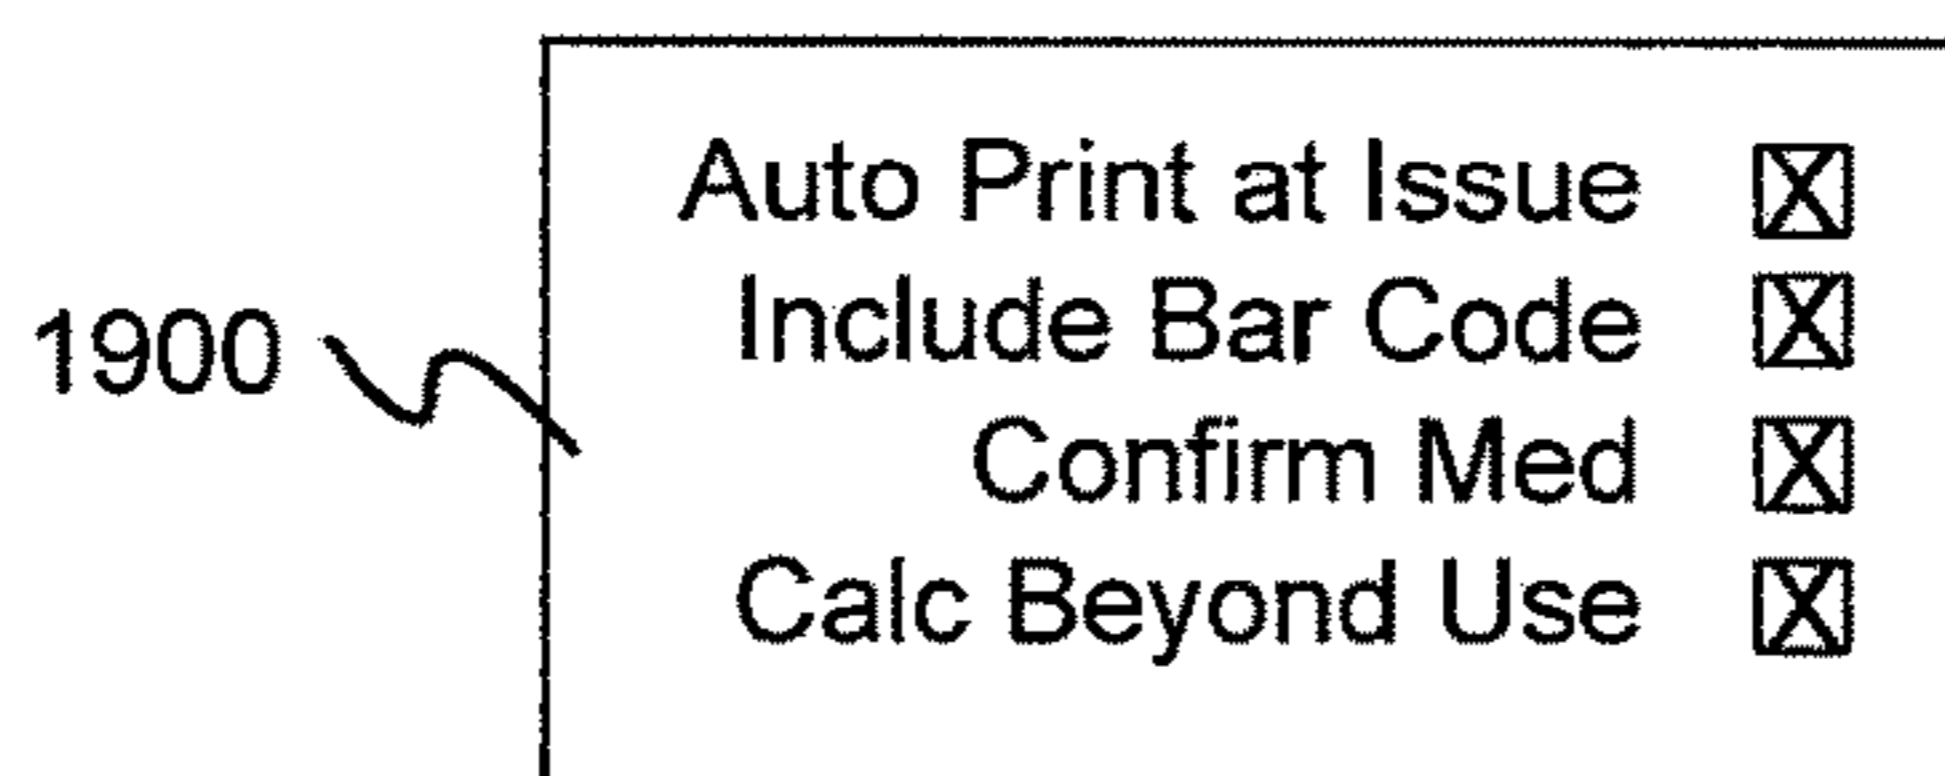 Auto Print at Issue
Include Bar Code
1900
Confirm Med
Calc Beyond Use